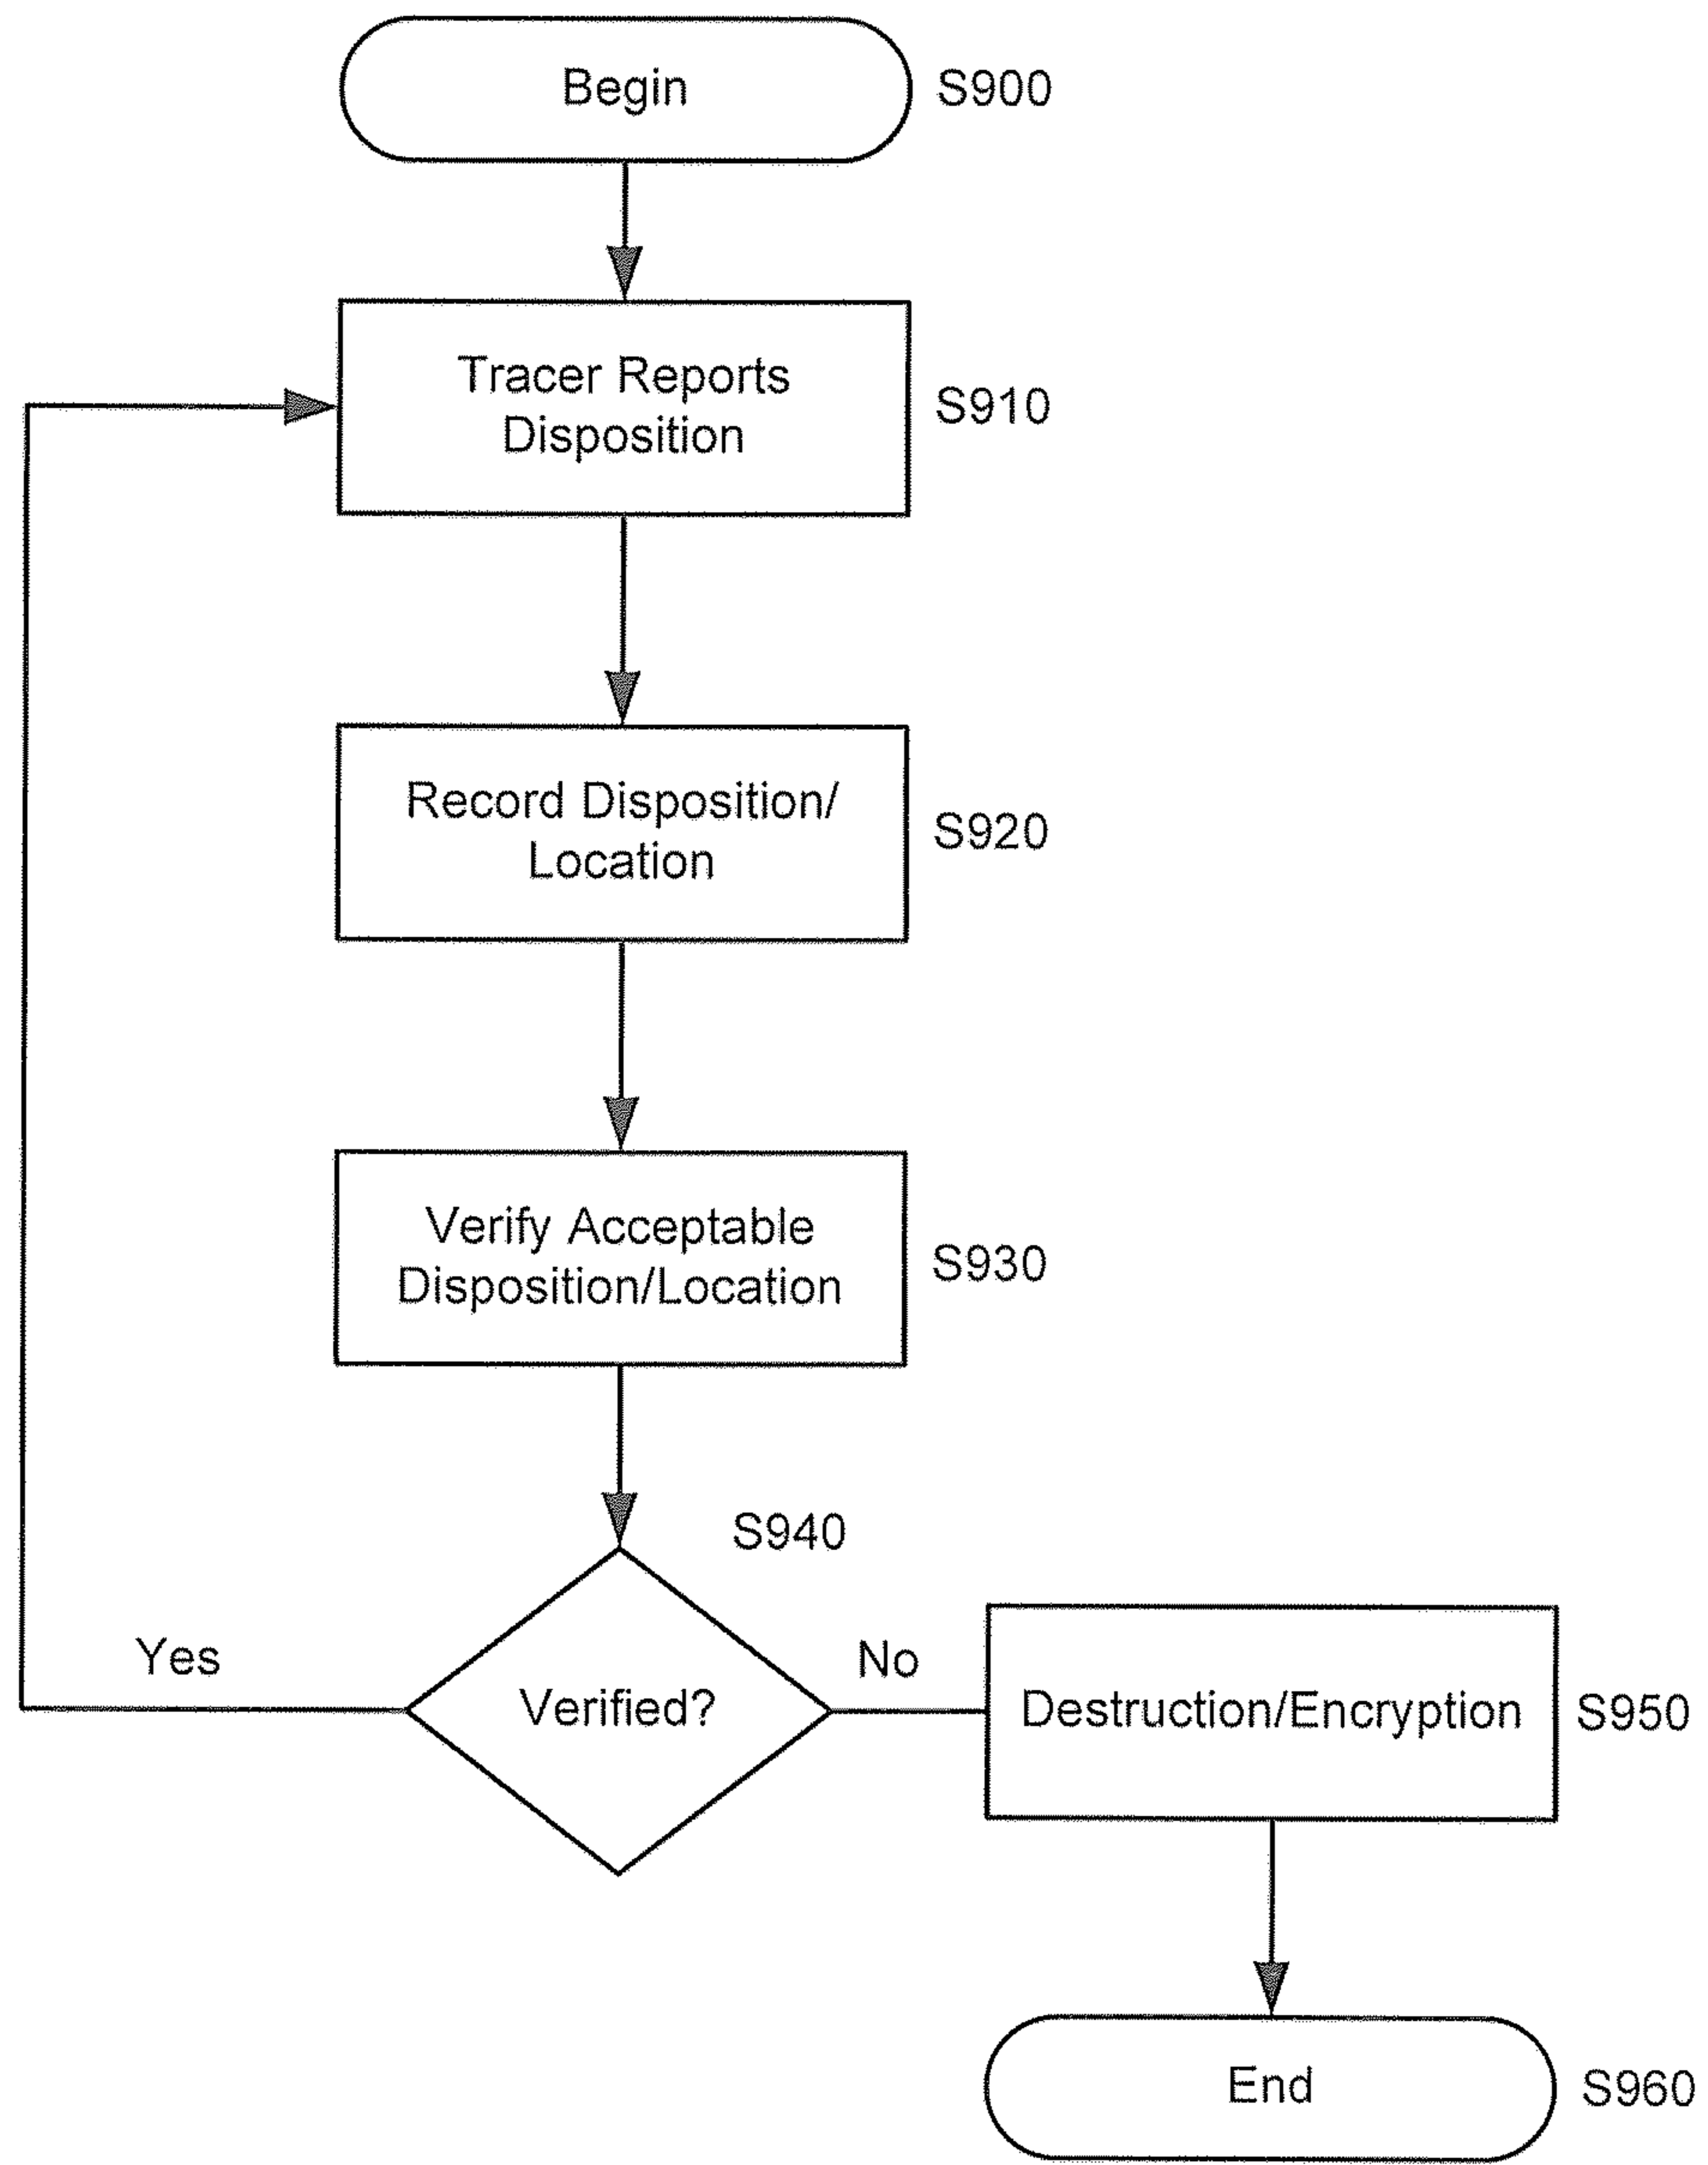 Begin
S900
Tracer Reports
Disposition
S910
Record Disposition/
Location
S920
Verify Acceptable
Disposition/Location
S930
S940
Verified?
Yes
No
Destruction/Encryption
S950
End
S960